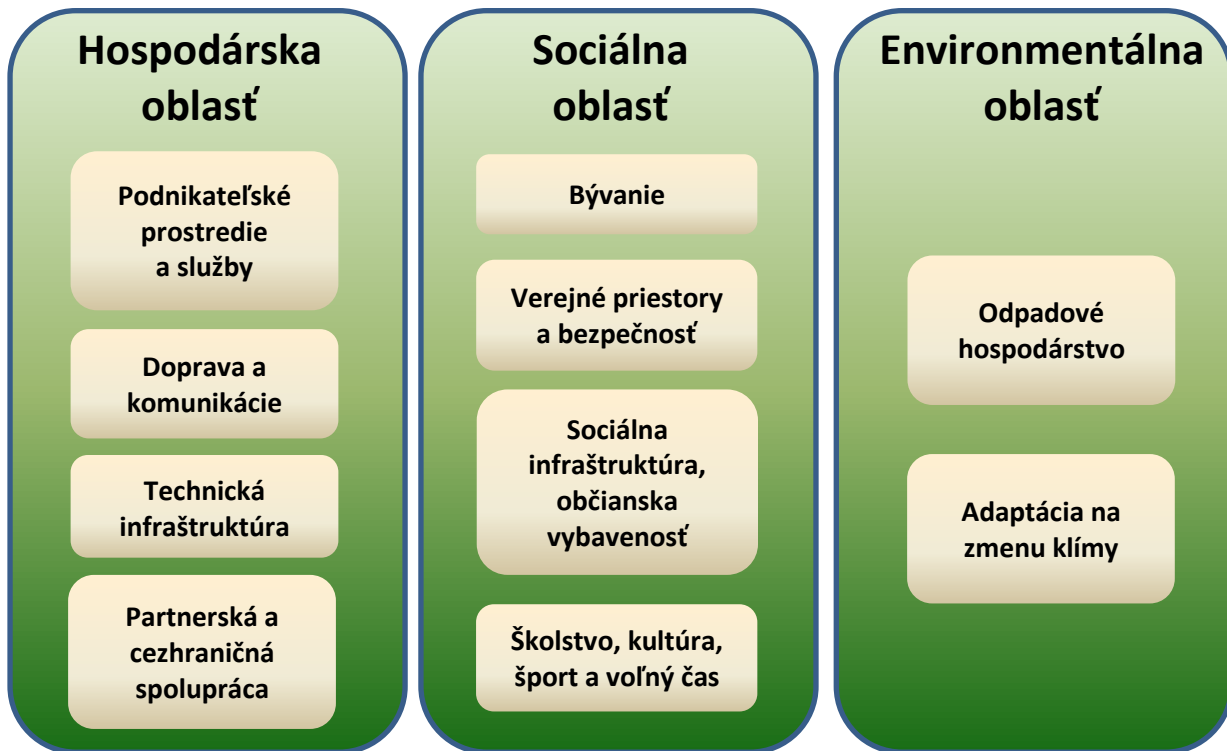 Hospodárska
oblasť
Podnikateľské
prostredie
a služby
Doprava a
komunikácie
Technická
infraštruktúra
Partnerská a
cezhraničná
spolupráca
Sociálna
oblasť
Bývanie
Verejné priestory
a bezpečnosť
Sociálna
infraštruktúra,
občianska
vybavenosť
Školstvo, kultúra,
šport a voľný čas
Environmentálna
oblasť
Odpadové
hospodárstvo
Adaptácia na
zmenu klímy